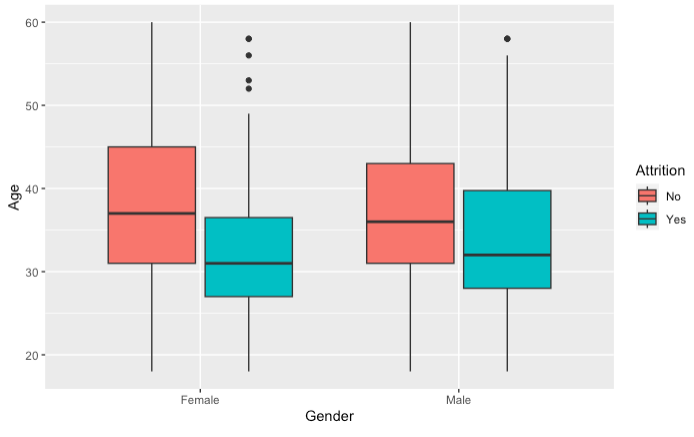 60
50
40
30
20
Age
Female
Male
Gender
Attrition
No
Yes